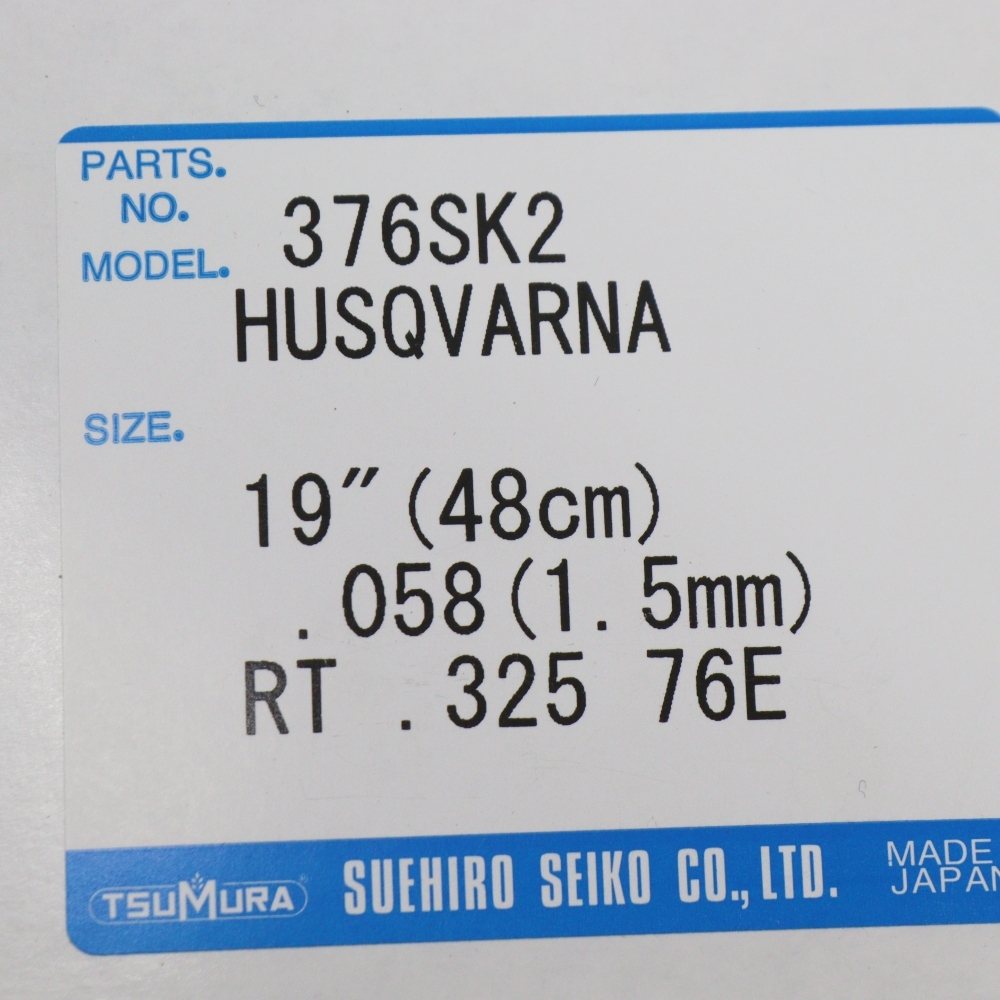 PARTS.
NO. 376SK2
MODEL.
HUSQVARNA
SIZE.
19" (48cm)
.058 (1.5mm)
RT .325 76E
TSUMURA® SUEHIRO SEIKO CO., LTD. MADE
JAPAN